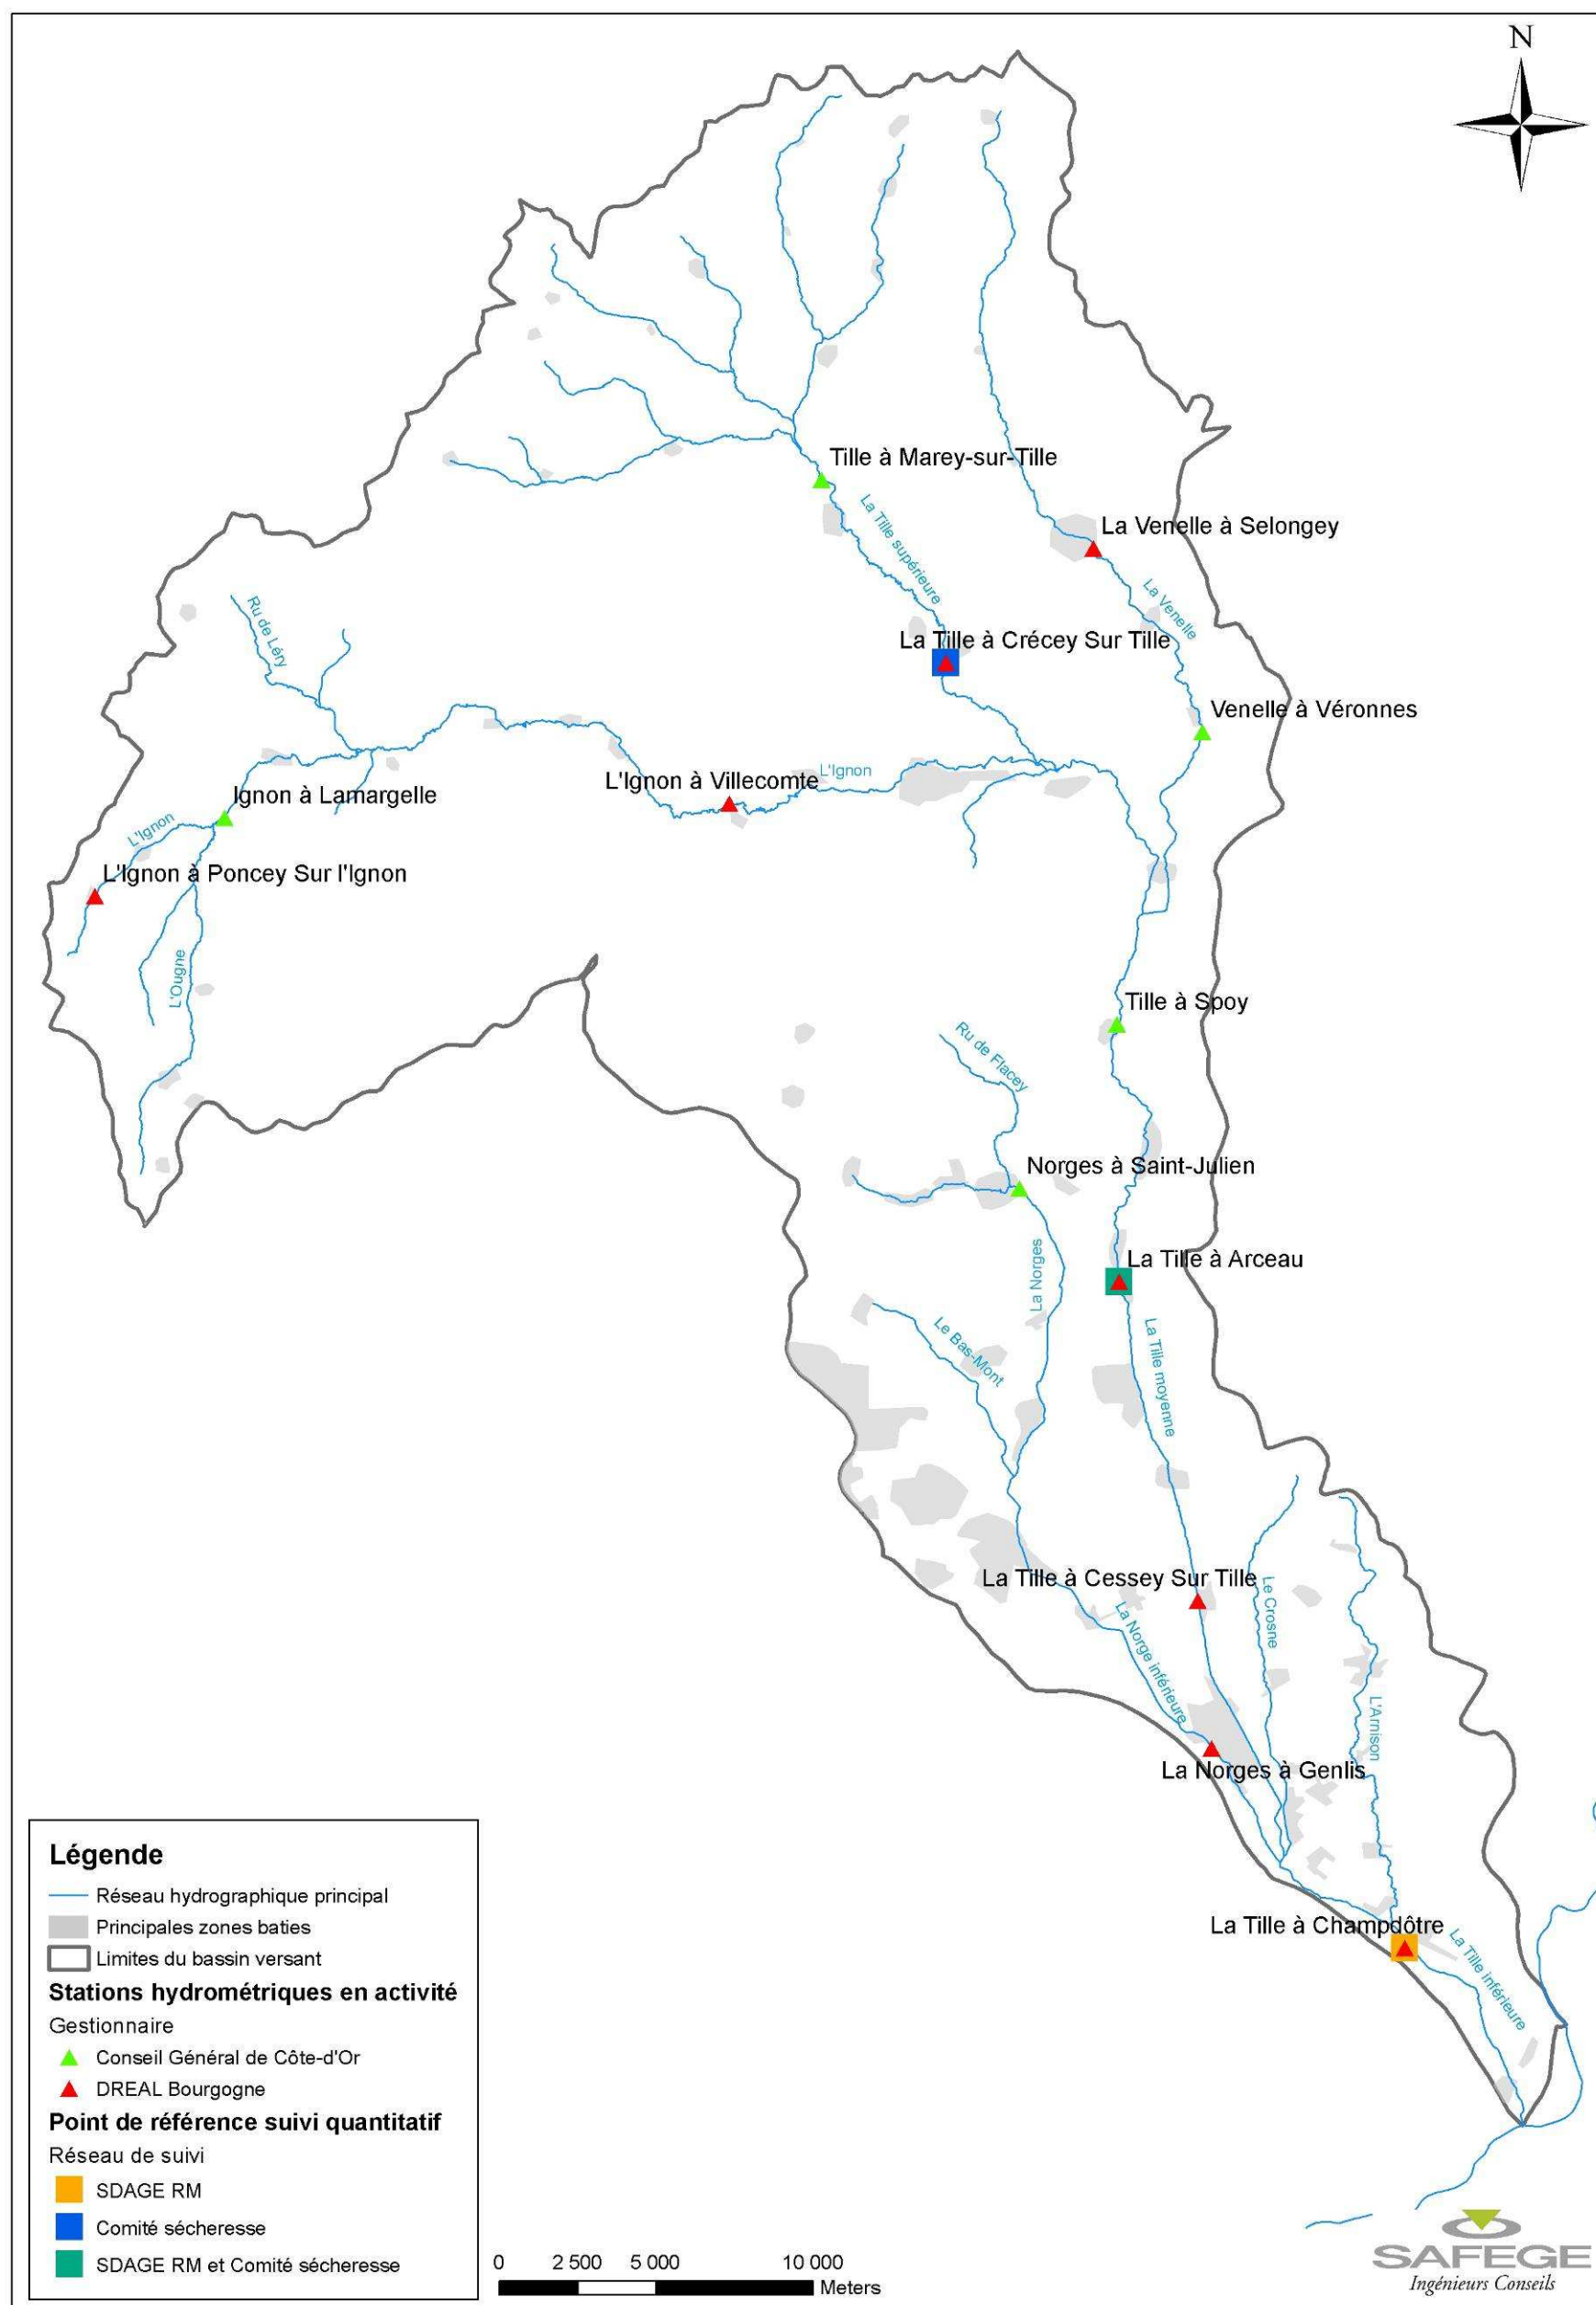 N
Tille à Marey-sur-Tille
La Tille supérieure
La Venelle à Selongey
La Venelle
Ru de Léry
La Tille à Crécey Sur Tille
Venelle à Véronnes
L'Ignon à Villecomte
L'Ignon
Ignon à Lamargelle
L'Ignon
L'Ignon à Poncey Sur l'Ignon
L'Ougne
Tille à Spoy
Ru de Flacey
Norges à Saint-Julien
La Norges
La Tille à Arceau
Le Bas-Mont
La Tille moyenne
La Tille à Cessey Sur Tille
Le Crosne
La Norge inférieure
L'Arnison
La Norges à Genlis
La Tille à Champdôtre
La Tille inférieure
Légende
Réseau hydrographique principal
Principales zones baties
Limites du bassin versant
Stations hydrométriques en activité
Gestionnaire
Conseil Général de Côte-d'Or
DREAL Bourgogne
Point de référence suivi quantitatif
Réseau de suivi
SDAGE RM
Comité sécheresse
SDAGE RM et Comité sécheresse
0 2 500 5 000 10 000
Meters
SAFEGE
Ingénieurs Conseils